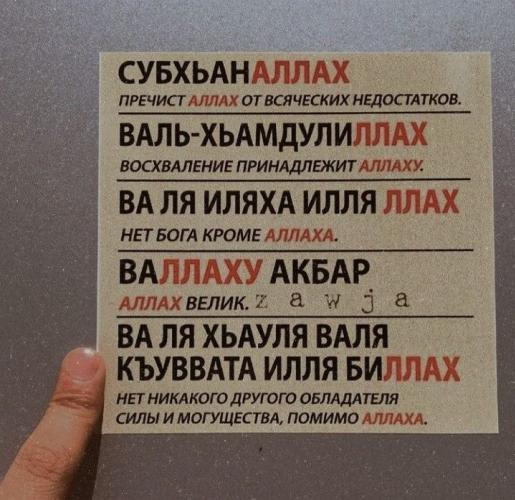 СУБХЬАНАЛЛАХ
ПРЕЧИСТ АЛЛАХ ОТ ВСЯЧЕСКИХ НЕДОСТАТКОВ.
ВАЛЬ-ХЬАМДУЛИЛЛАХ
ВОСХВАЛЕНИЕ ПРИНАДЛЕЖИТ АЛЛАХУ.
ВА ЛЯ ИЛЯХА ИЛЛЯ ЛЛАХ
НЕТ БОГА КРОМЕ АЛЛАХА.
ВАЛЛАХУ АКБАР
АЛЛАХ ВЕЛИК. zawja
ВА ЛЯ ХЬАУЛЯ ВАЛЯ
КЪУВВАТА ИЛЛЯ БИЛЛАХ
НЕТ НИКАКОГО ДРУГОГО ОБЛАДАТЕЛЯ
СИЛЫ И МОГУЩЕСТВА, ПОМИМО АЛЛАХА.